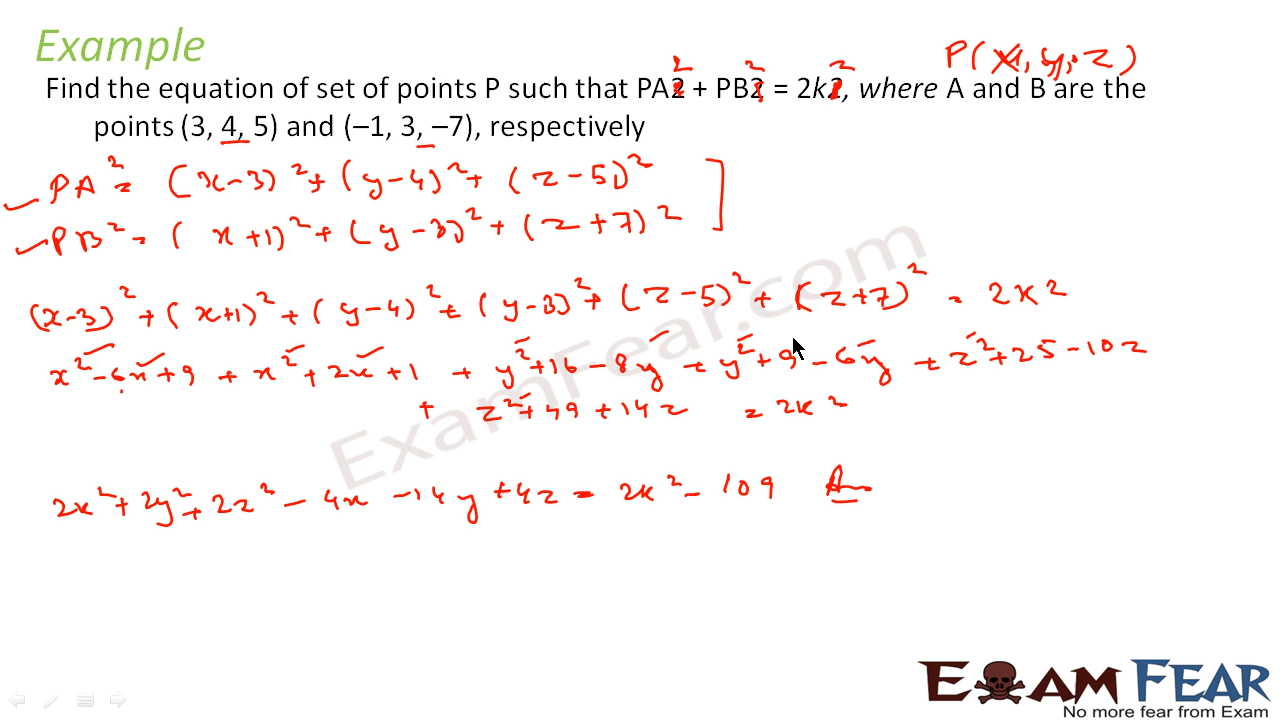 Example
P(x, y, z)
Find the equation of set of points P such that PA² + PB² = 2k², where A and B are the
points (3, 4, 5) and (–1, 3, –7), respectively
PA² = (x-3)² + (y-4)² + (z-5)²
PB² = (x+1)² + (y-3)² + (z+7)²
(x-3)² + (x+1)² + (y-4)² + (y-3)² + (z-5)² + (z+7)² = 2k²
x² - 6x + 9 + x² + 2x + 1 + y² + 16 - 8y + y² + 9 - 6y + z² + 25 - 10z
+ z² + 49 + 14z = 2k²
2x² + 2y² + 2z² - 4x - 14y + 4z = 2k² - 109 Ans
ExamFear.com
EXAM FEAR
No more fear from Exam